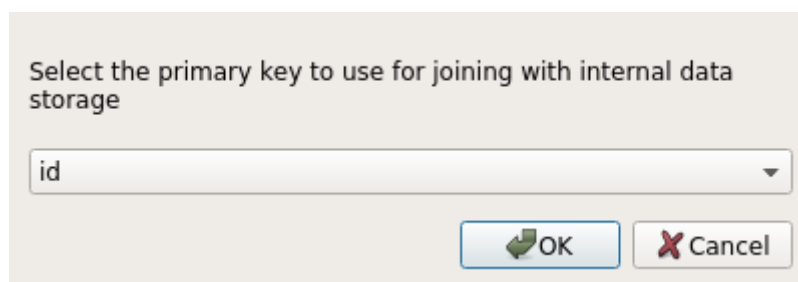 Select the primary key to use for joining with internal data
storage
id
OK
Cancel